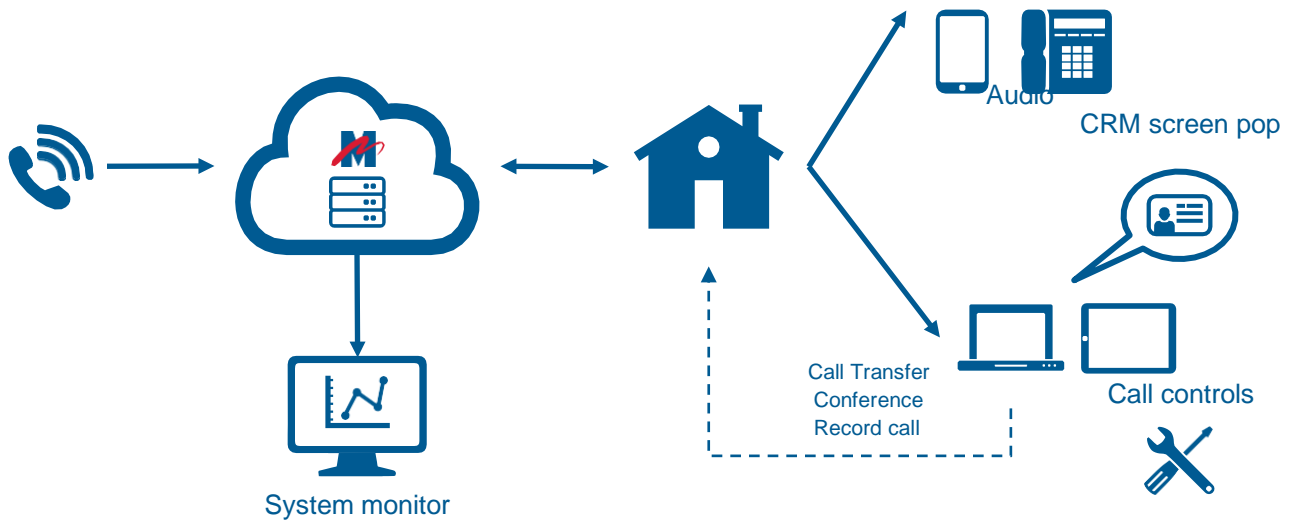 M
Audio
CRM screen pop
Call Transfer
Conference
Record call
Call controls
System monitor